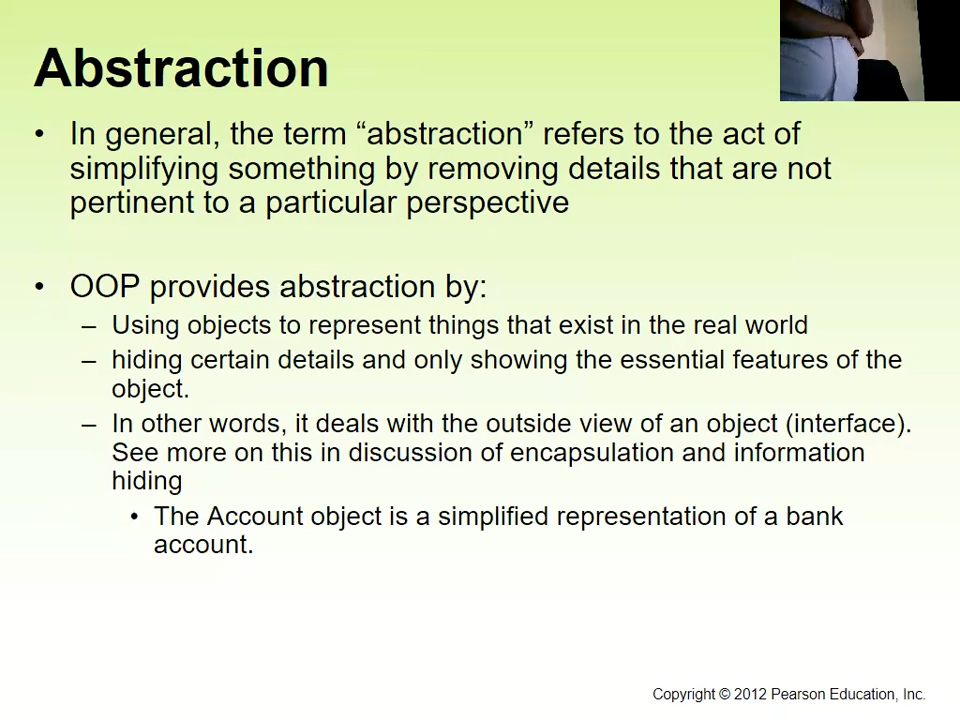 Abstraction
• In general, the term “abstraction” refers to the act of
simplifying something by removing details that are not
pertinent to a particular perspective
• OOP provides abstraction by:
– Using objects to represent things that exist in the real world
– hiding certain details and only showing the essential features of the
object.
– In other words, it deals with the outside view of an object (interface).
See more on this in discussion of encapsulation and information
hiding
• The Account object is a simplified representation of a bank
account.
Copyright © 2012 Pearson Education, Inc.